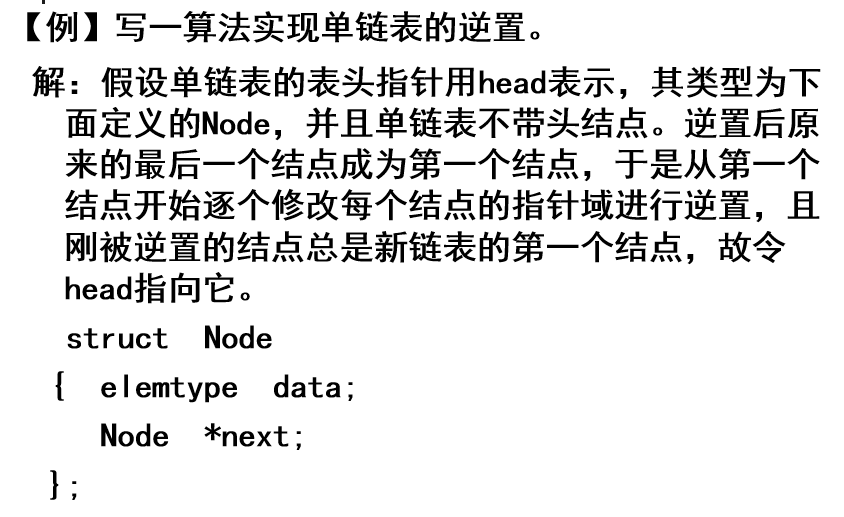 【例】写一算法实现单链表的逆置。
解：假设单链表的表头指针用head表示，其类型为下
面定义的Node，并且单链表不带头结点。逆置后原
来的最后一个结点成为第一个结点，于是从第一个
结点开始逐个修改每个结点的指针域进行逆置，且
刚被逆置的结点总是新链表的第一个结点，故令
head指向它。
struct Node
{ elemtype data;
Node *next;
};